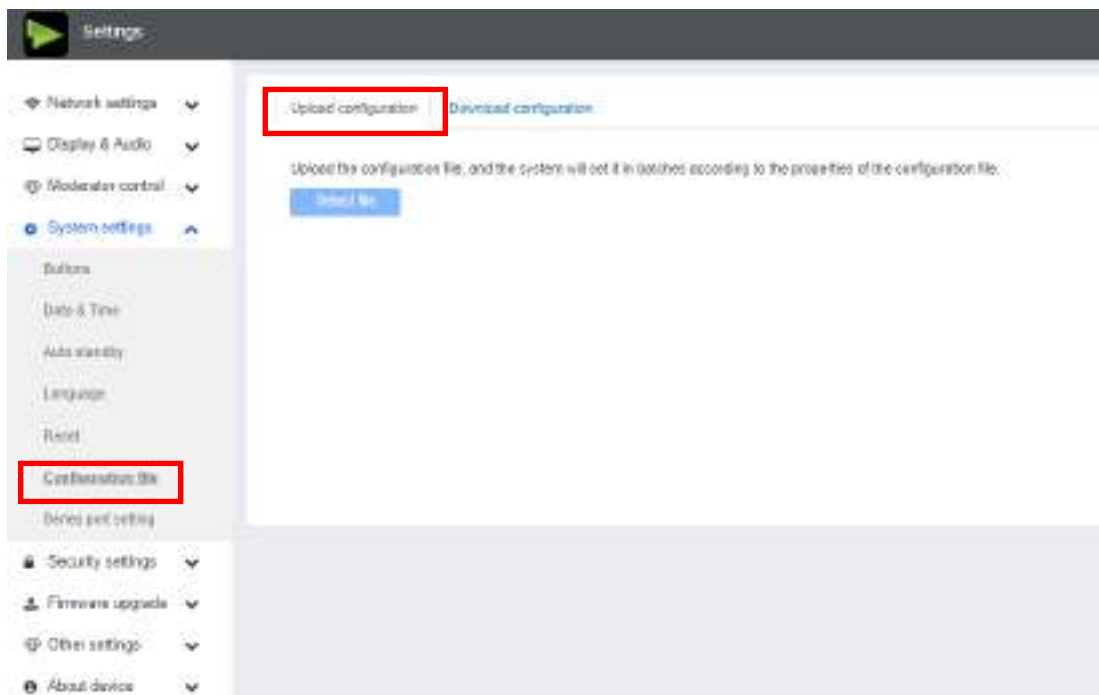 Settings
Network settings
Display & Audio
Moderator control
System settings
Buttons
Date & Time
Auto standby
Language
Reset
Configuration file
Series port setting
Security settings
Firmware upgrade
Other settings
About device
Upload configuration
Download configuration
Upload the configuration file, and the system will set it in batches according to the properties of the configuration file.
Select file